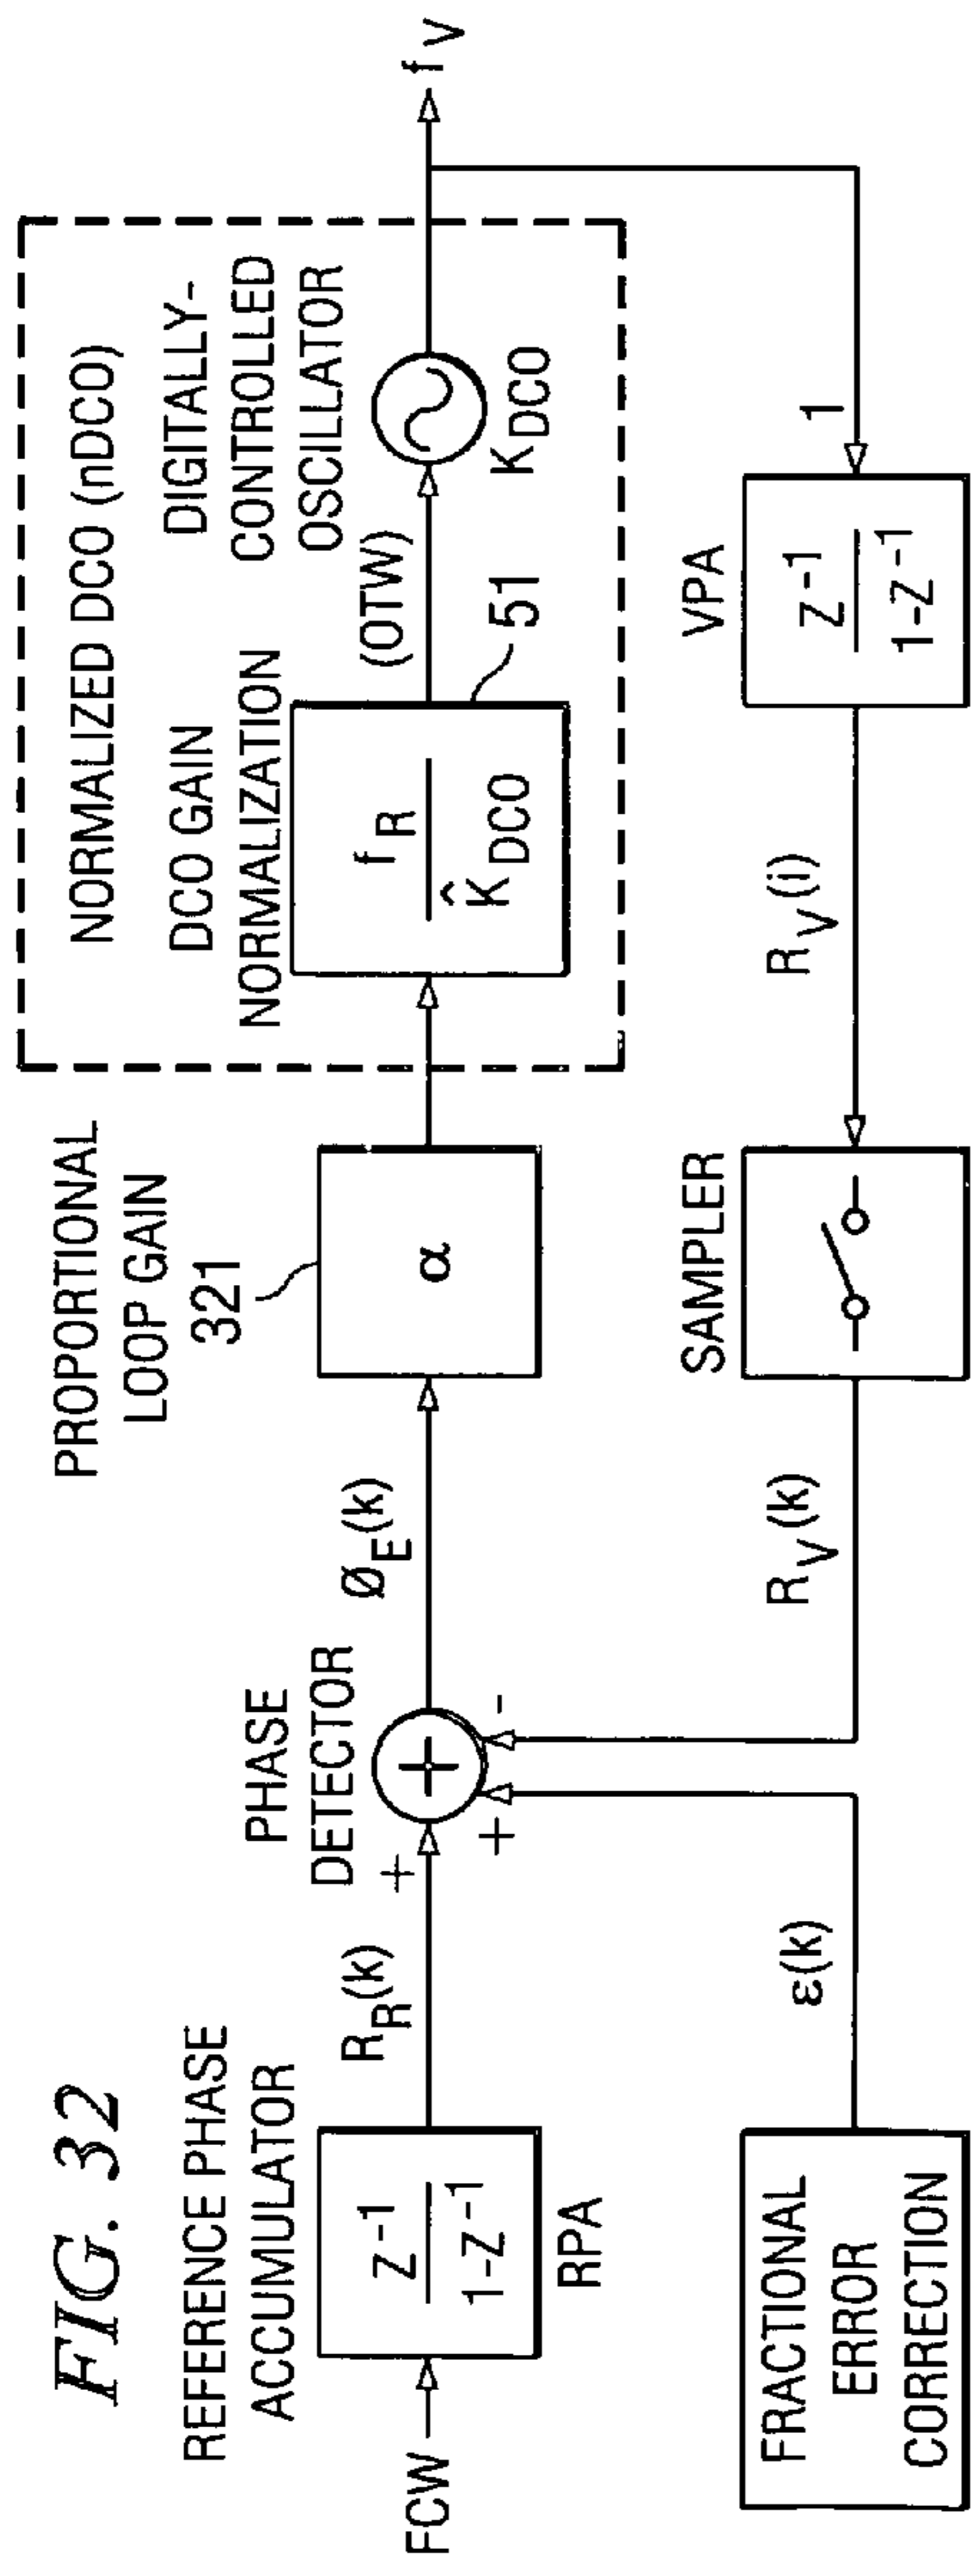 FIG. 32
REFERENCE PHASE
ACCUMULATOR
FCW
Z⁻¹
1-Z⁻¹
RPA
R_R(k)
PHASE
DETECTOR
+
+
+
-
Ø_E(k)
PROPORTIONAL
LOOP GAIN
321
α
NORMALIZED DCO (nDCO)
DCO GAIN
NORMALIZATION
f_R
K̂_DCO
51
(OTW)
DIGITALLY-
CONTROLLED
OSCILLATOR
K_DCO
f_V
FRACTIONAL
ERROR
CORRECTION
ε(k)
R_V(k)
SAMPLER
R_V(i)
VPA
Z⁻¹
1-Z⁻¹
1